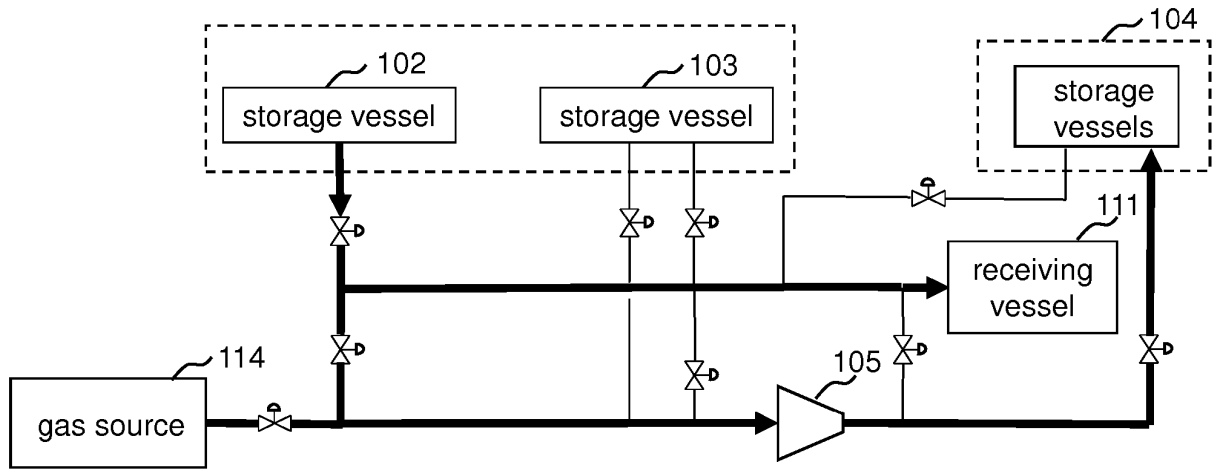 104
102
103
storage vessel
storage vessel
storage
vessels
111
receiving
vessel
114
105
gas source